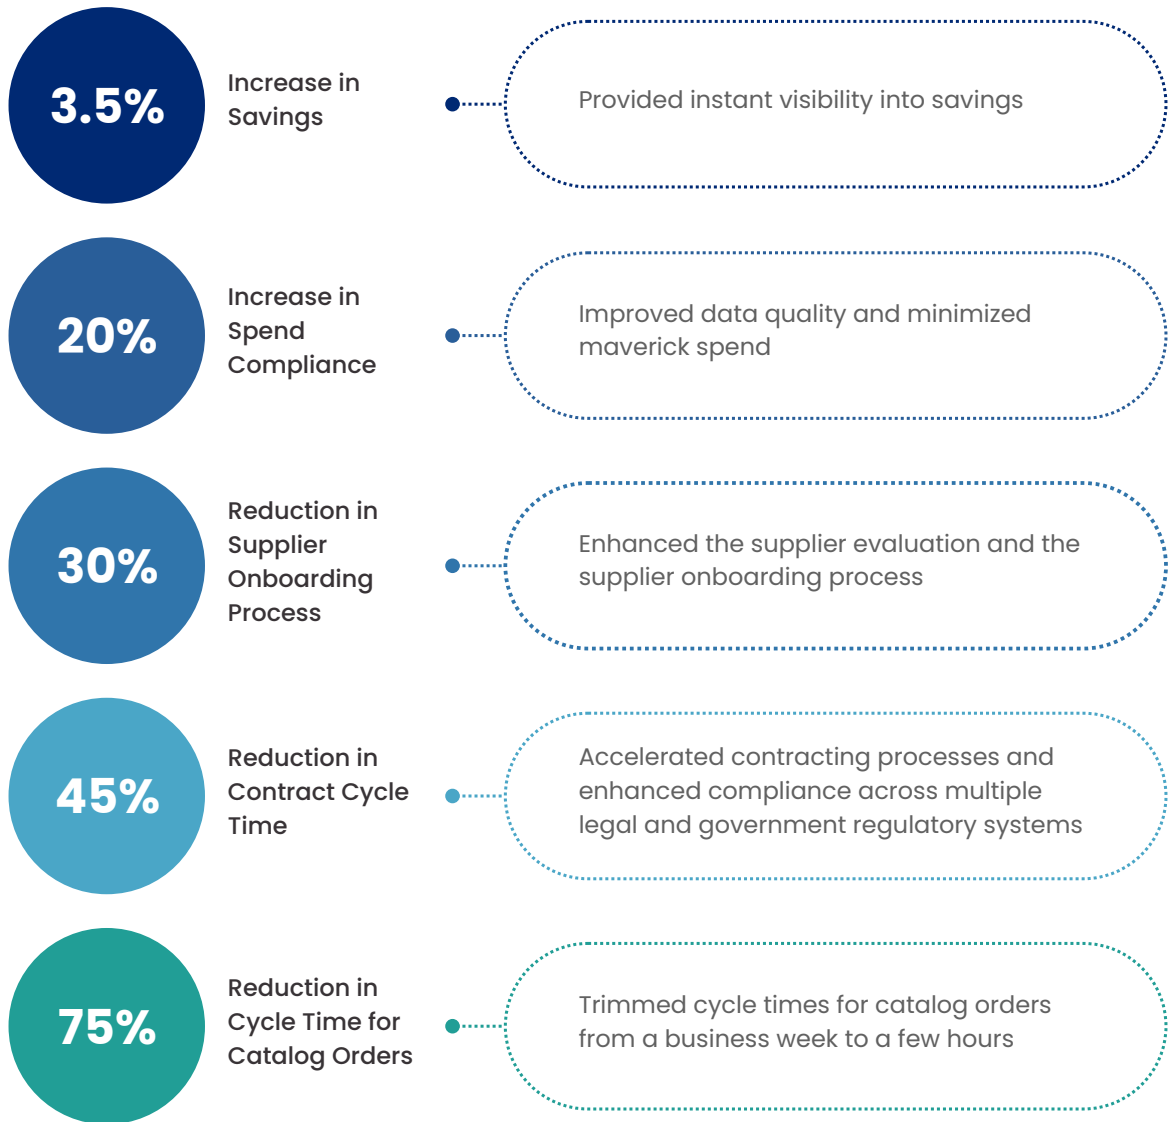 3.5%
Increase in
Savings
Provided instant visibility into savings
20%
Increase in
Spend
Compliance
Improved data quality and minimized
maverick spend
30%
Reduction in
Supplier
Onboarding
Process
Enhanced the supplier evaluation and the
supplier onboarding process
45%
Reduction in
Contract Cycle
Time
Accelerated contracting processes and
enhanced compliance across multiple
legal and government regulatory systems
75%
Reduction in
Cycle Time for
Catalog Orders
Trimmed cycle times for catalog orders
from a business week to a few hours